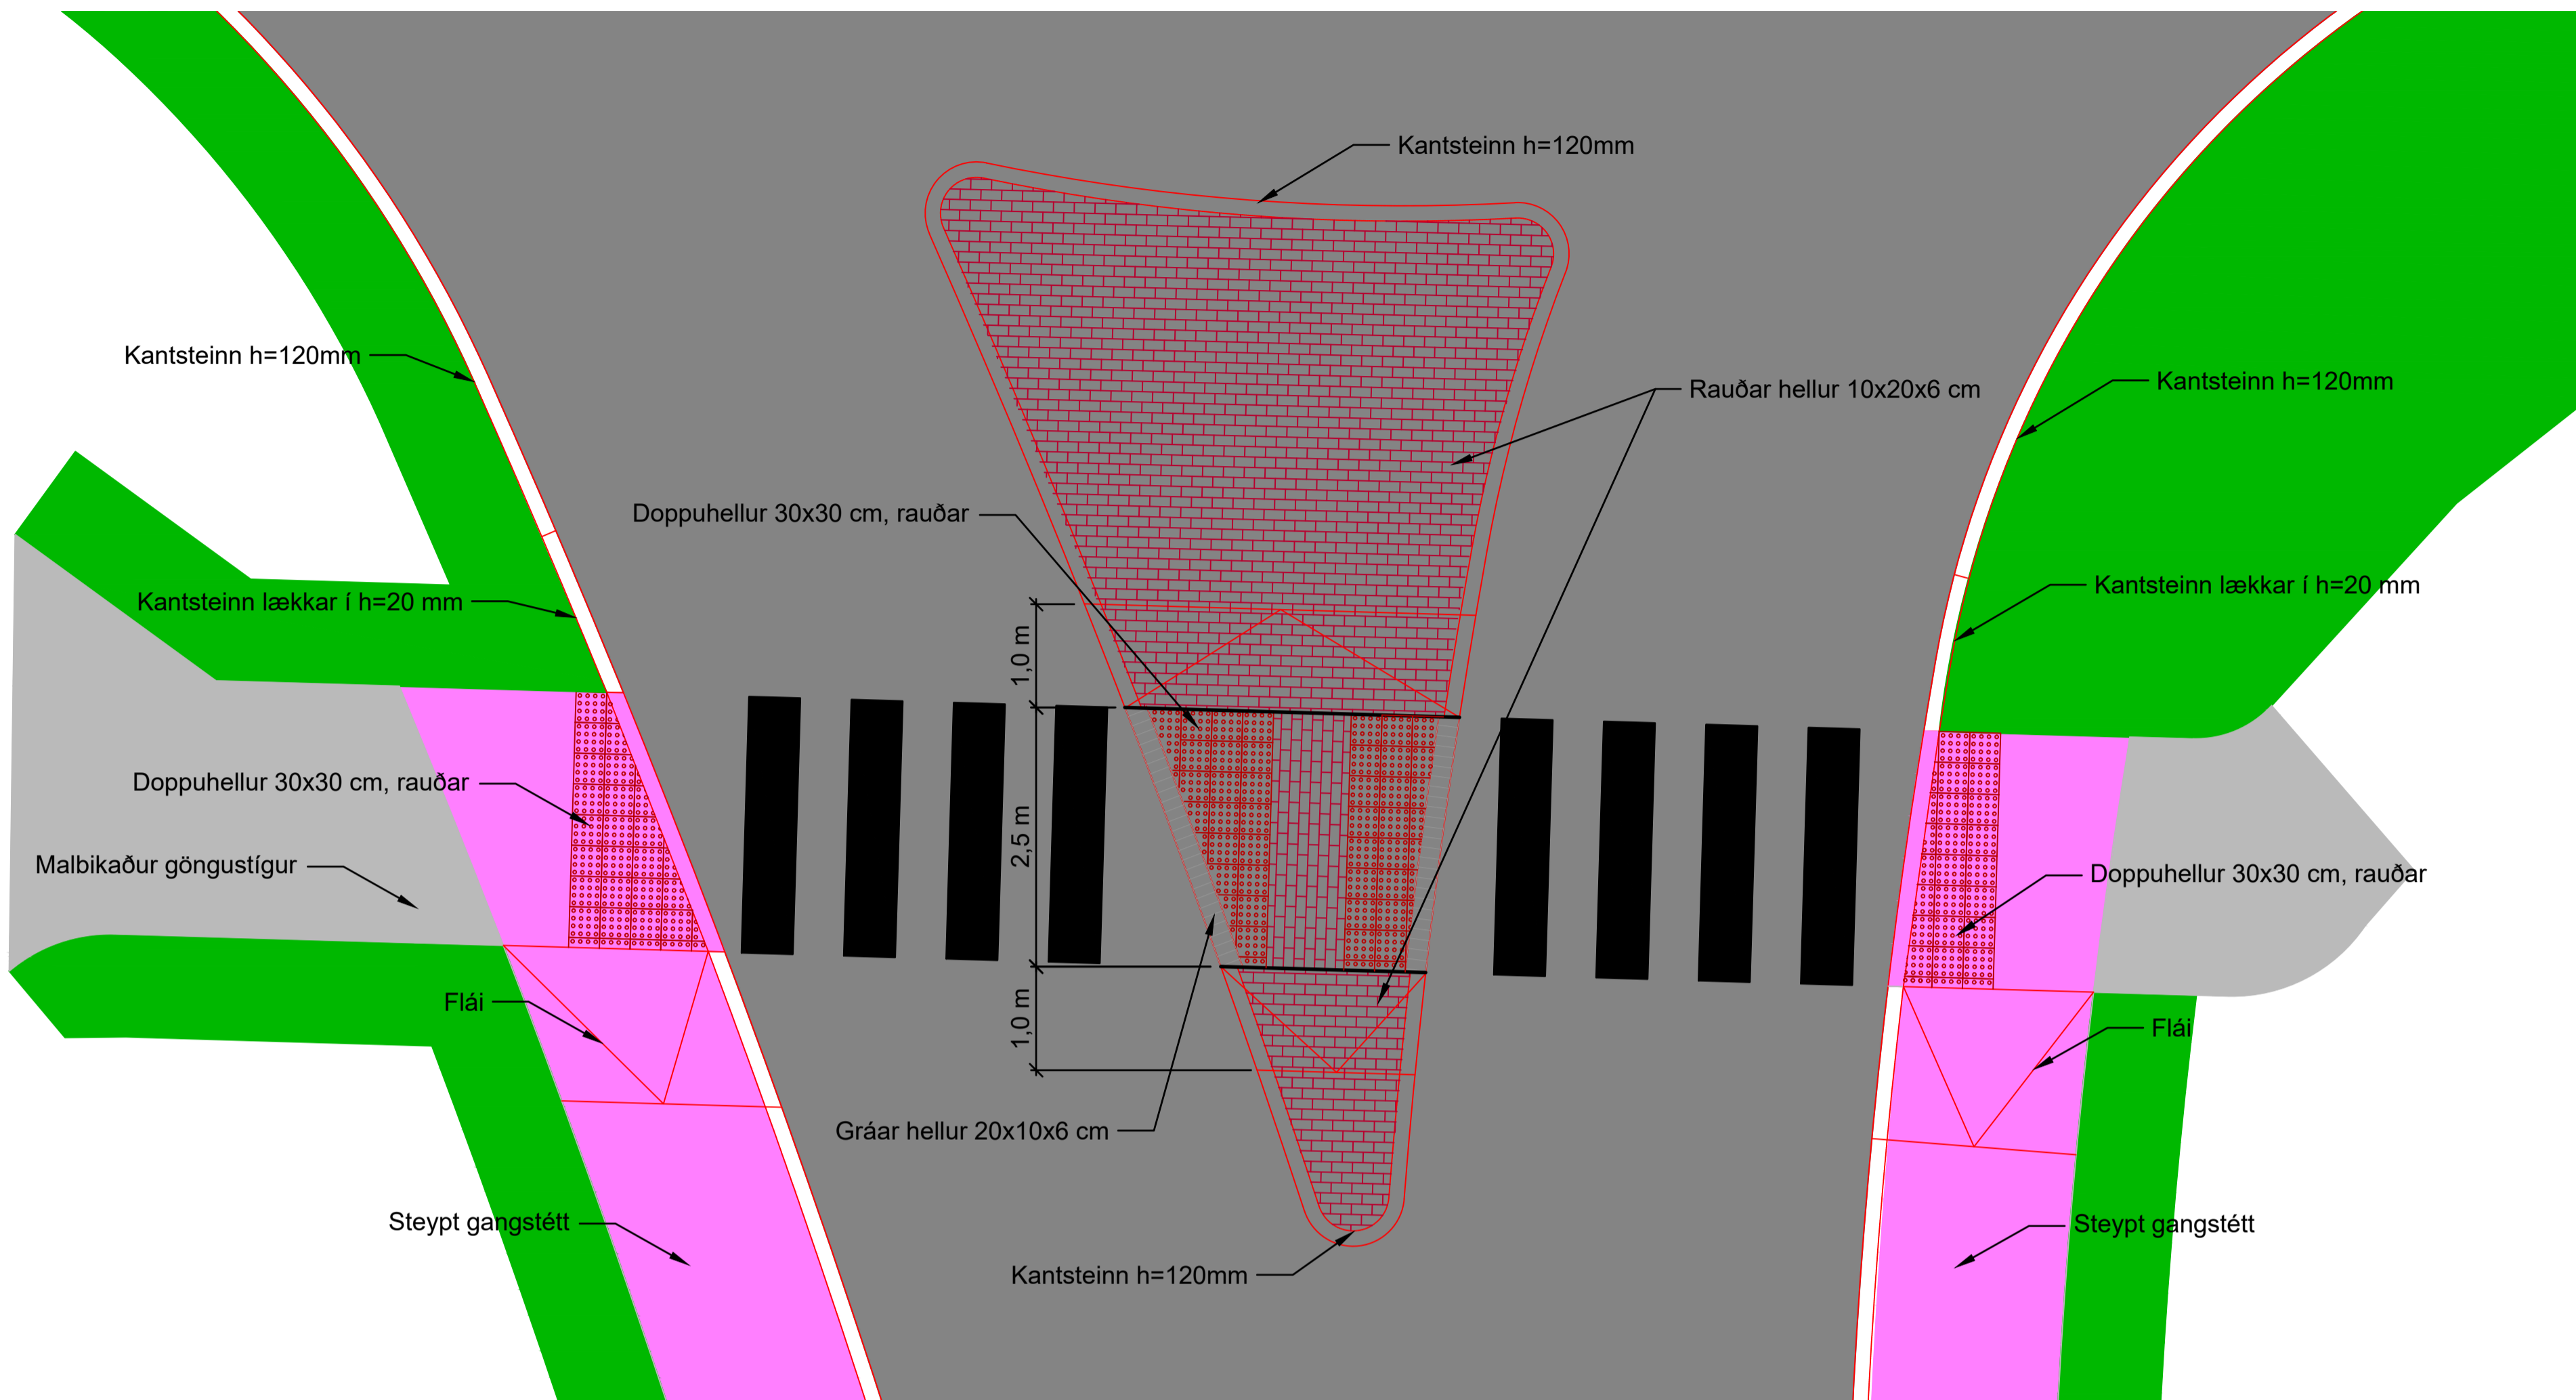 Kantsteinn h=120mm
Kantsteinn h=120mm
Kantsteinn h=120mm
Rauðar hellur 10x20x6 cm
Doppuhellur 30x30 cm, rauðar
Kantsteinn lækkar í h=20 mm
Kantsteinn lækkar í h=20 mm
1,0 m
Doppuhellur 30x30 cm, rauðar
2,5 m
Malbikaður göngustígur
Doppuhellur 30x30 cm, rauðar
Flái
1,0 m
Flái
Gráar hellur 20x10x6 cm
Steypt gangstétt
Steypt gangstétt
Kantsteinn h=120mm